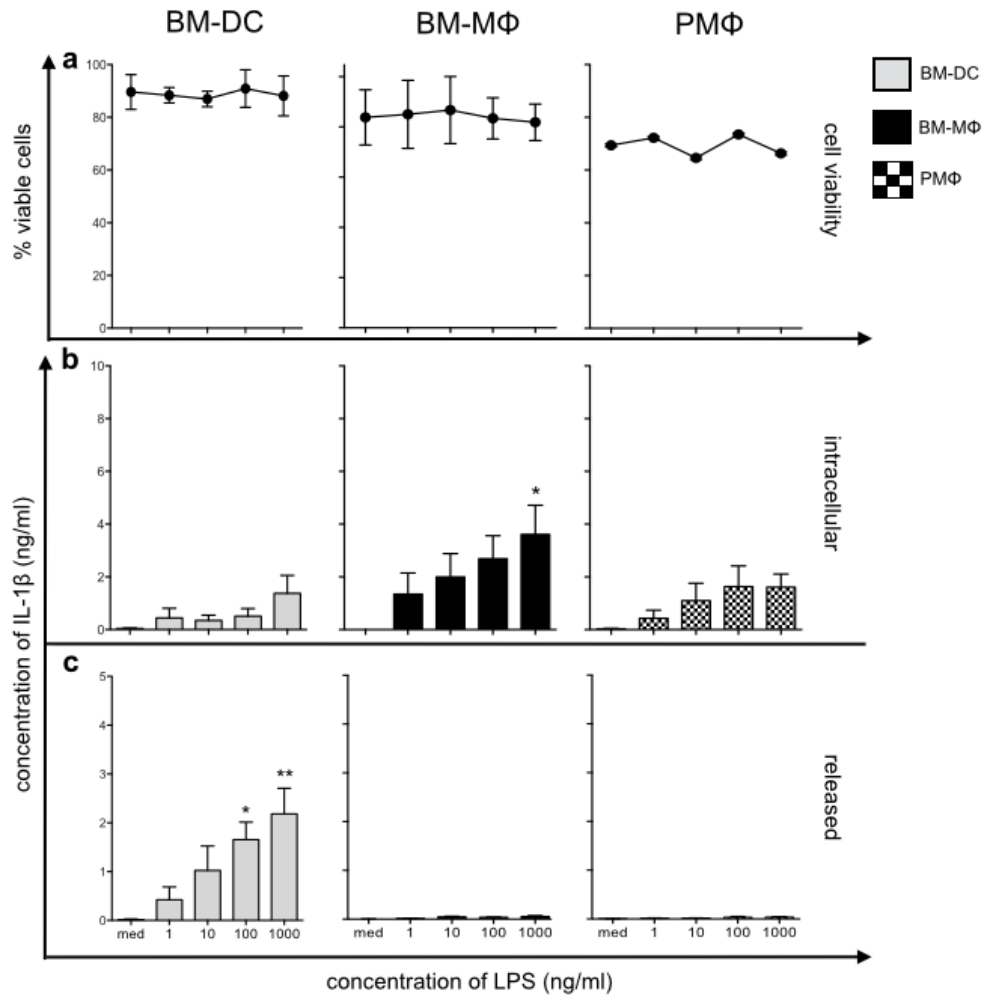 BM-DC BM-MΦ PMΦ
a
100
80
60
40
20
0
% viable cells
cell viability
BM-DC
BM-MΦ
PMΦ
b
10
8
6
4
2
0
*
intracellular
concentration of IL-1β (ng/ml)
c
5
4
3
2
1
0
* **
released
med 1 10 100 1000 med 1 10 100 1000 med 1 10 100 1000
concentration of LPS (ng/ml)